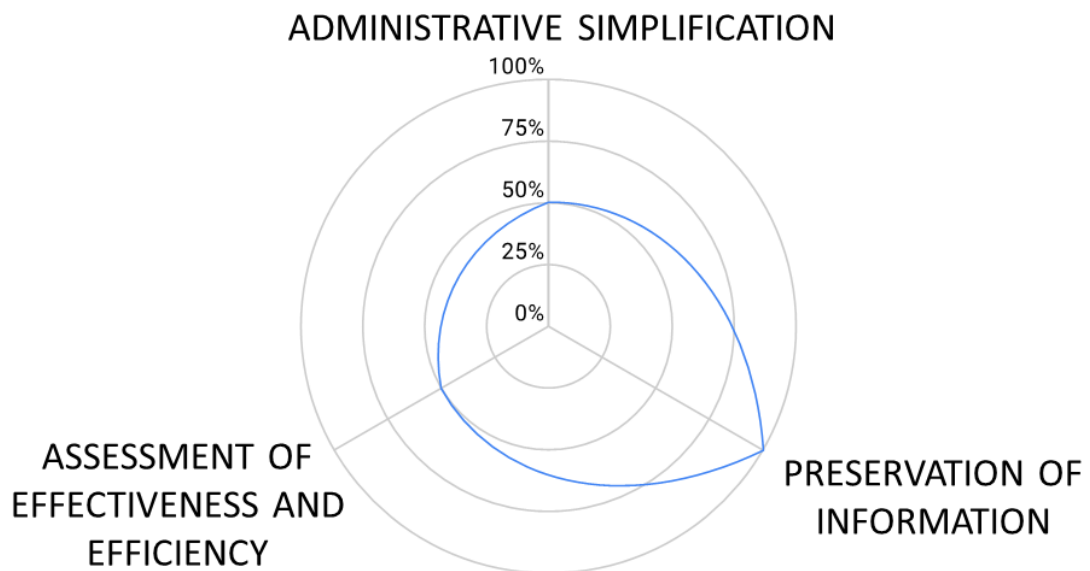 ADMINISTRATIVE SIMPLIFICATION
100%
75%
50%
25%
0%
ASSESSMENT OF
EFFECTIVENESS AND
EFFICIENCY
PRESERVATION OF
INFORMATION